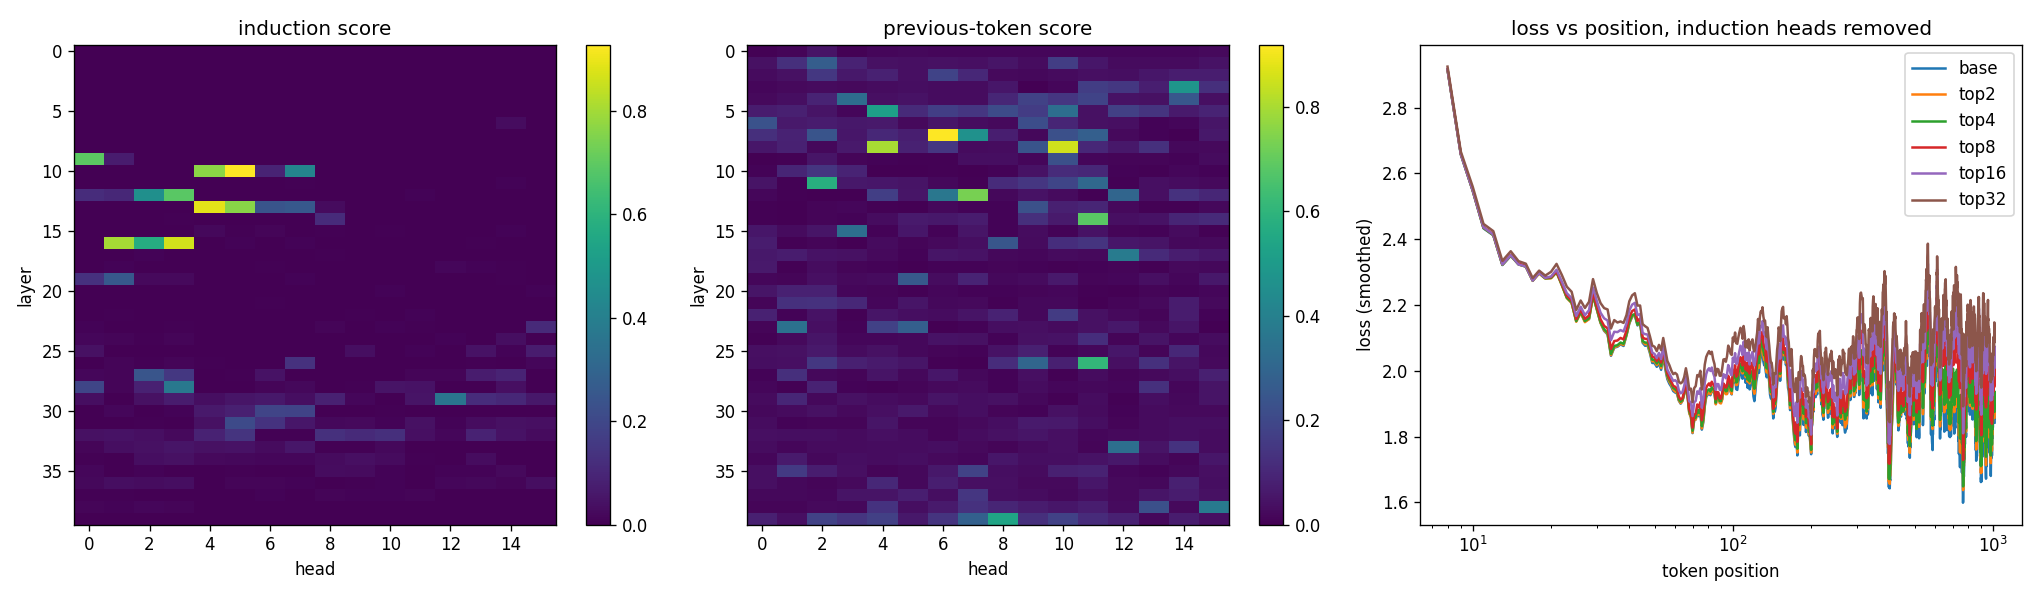 induction score
0
5
10
15
20
25
30
35
layer
0 2 4 6 8 10 12 14
head
0.8
0.6
0.4
0.2
0.0
previous-token score
0
5
10
15
20
25
30
35
layer
0 2 4 6 8 10 12 14
head
0.8
0.6
0.4
0.2
0.0
loss vs position, induction heads removed
2.8
2.6
2.4
2.2
2.0
1.8
1.6
loss (smoothed)
base
top2
top4
top8
top16
top32
10¹ 10² 10³
token position